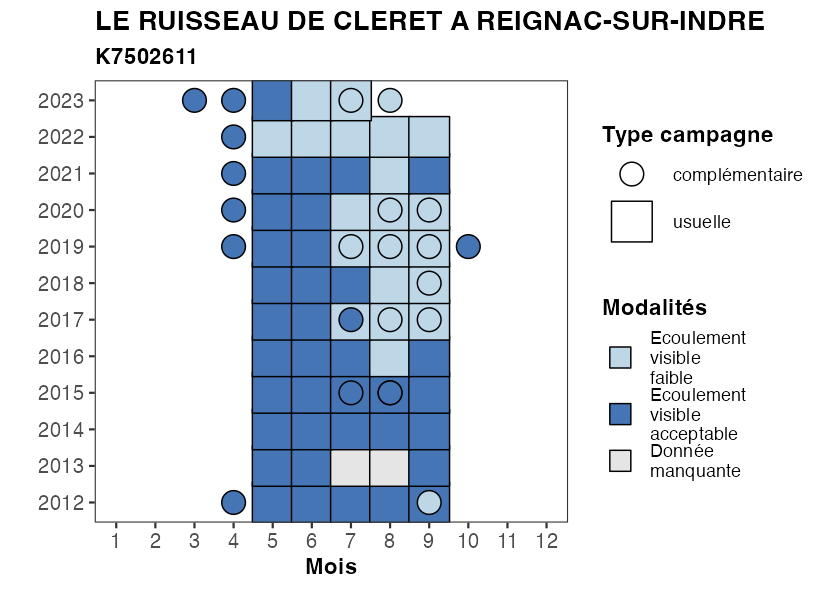 LE RUISSEAU DE CLERET A REIGNAC-SUR-INDRE
K7502611
2023
2022
2021
2020
2019
2018
2017
2016
2015
2014
2013
2012
1 2 3 4 5 6 7 8 9 10 11 12
Mois
Type campagne
complémentaire
usuelle
Modalités
Ecoulement
visible
faible
Ecoulement
visible
acceptable
Donnée
manquante